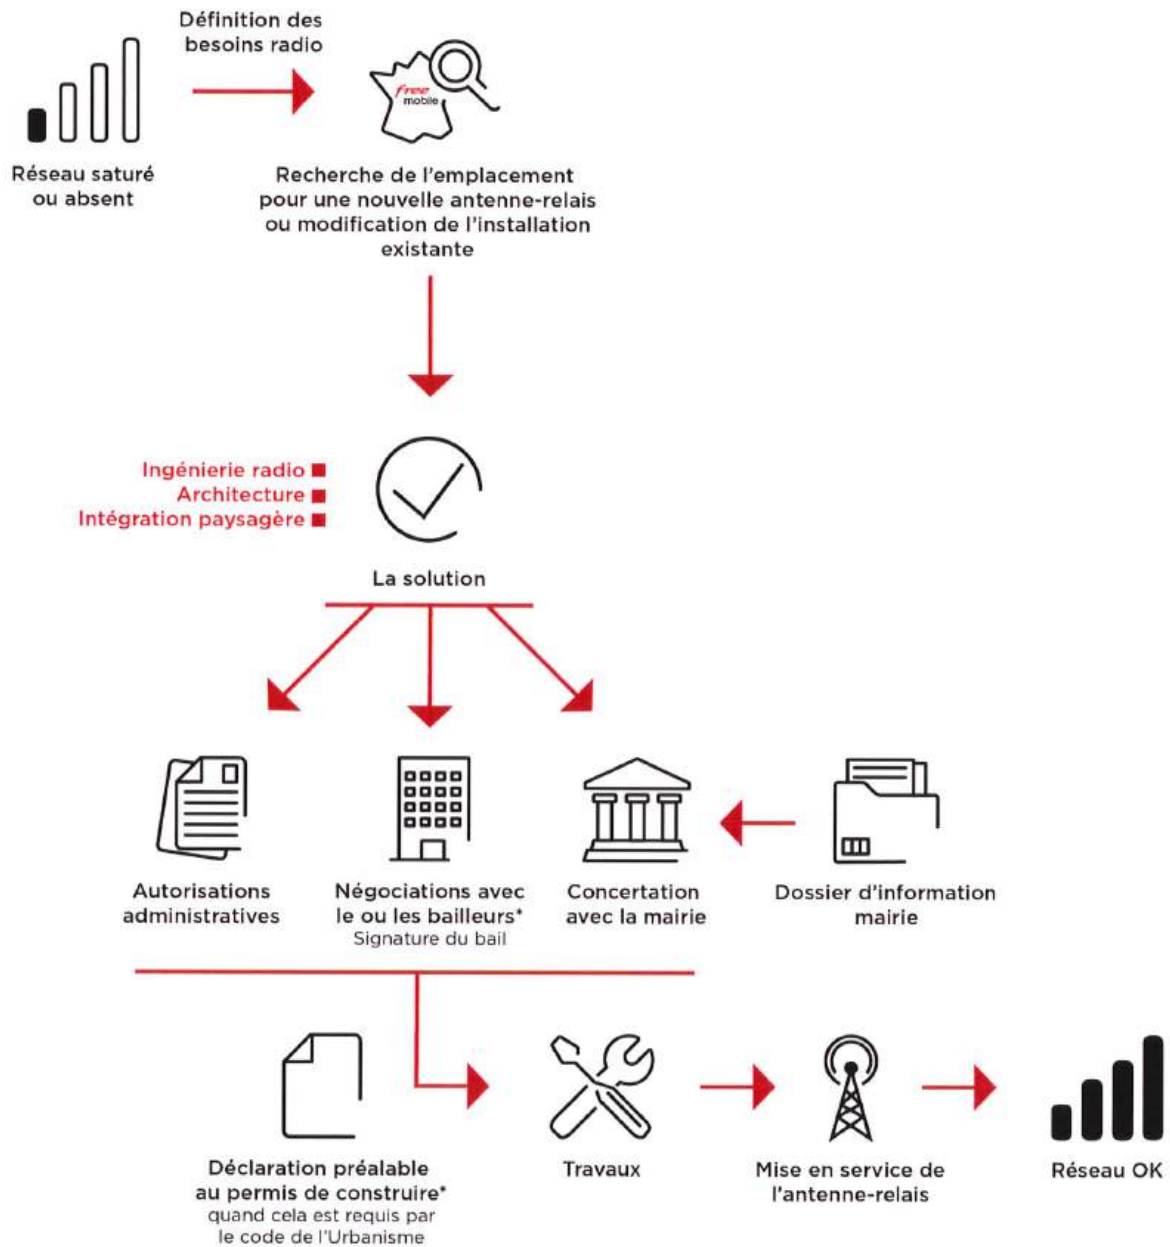 Définition des
besoins radio
free
mobile
Réseau saturé
ou absent
Recherche de l'emplacement
pour une nouvelle antenne-relais
ou modification de l'installation
existante
Ingénierie radio
Architecture
Intégration paysagère
La solution
Autorisations
administratives
Négociations avec
le ou les bailleurs*
Signature du bail
Concertation
avec la mairie
Dossier d'information
mairie
Déclaration préalable
au permis de construire*
quand cela est requis par
le code de l'Urbanisme
Travaux
Mise en service de
l'antenne-relais
Réseau OK